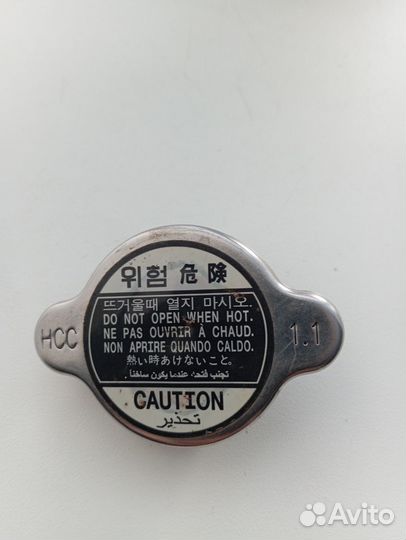 위험 危険
뜨거울때 열지 마시오.
DO NOT OPEN WHEN HOT.
NE PAS OUVRIR À CHAUD.
NON APRIRE QUANDO CALDO.
熱い時あけないこと。
تجنب فتحه عندما يكون ساخناً.
CAUTION
تحذير
HCC
1.1
Avito